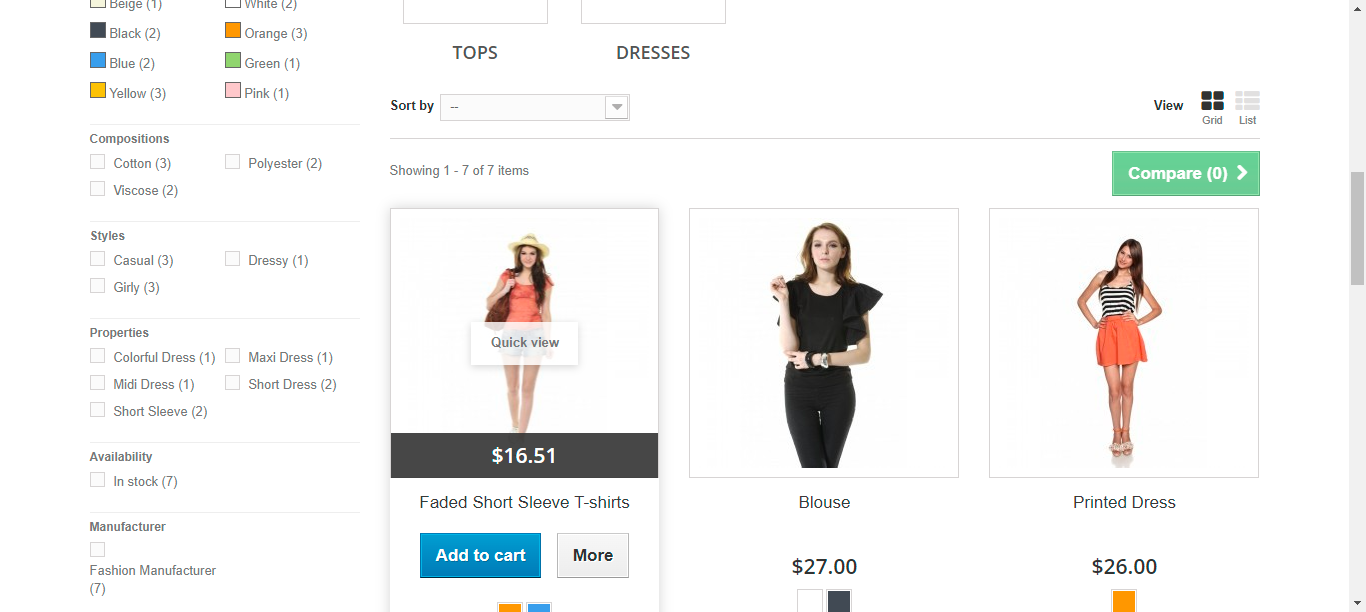 Beige (1)
White (2)
Black (2)
Orange (3)
Blue (2)
Green (1)
Yellow (3)
Pink (1)
Compositions
Cotton (3)
Polyester (2)
Viscose (2)
Styles
Casual (3)
Dressy (1)
Girly (3)
Properties
Colorful Dress (1)
Maxi Dress (1)
Midi Dress (1)
Short Dress (2)
Short Sleeve (2)
Availability
In stock (7)
Manufacturer
Fashion Manufacturer
(7)
TOPS
DRESSES
Sort by
--
View
Grid
List
Showing 1 - 7 of 7 items
Compare (0)
Quick view
$16.51
Faded Short Sleeve T-shirts
Add to cart
More
Blouse
$27.00
Printed Dress
$26.00